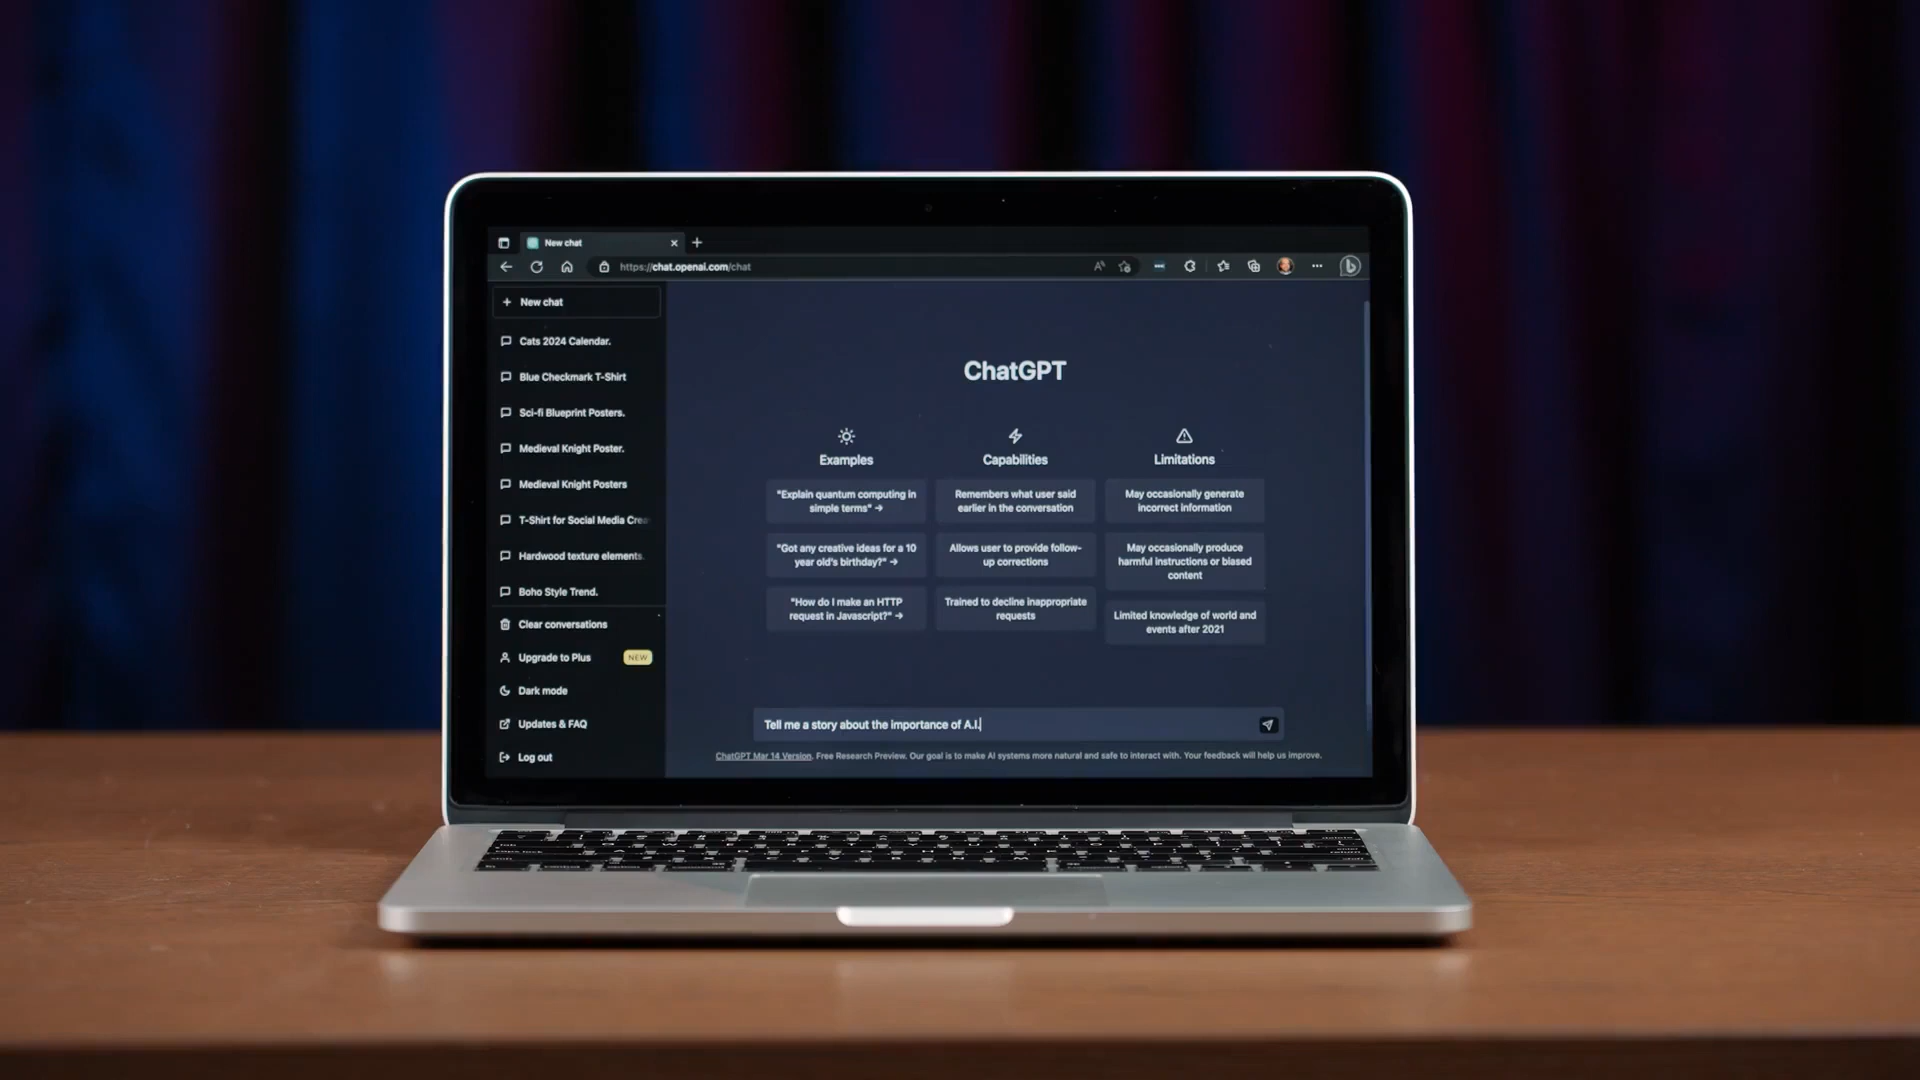 New chat
https://chat.openai.com/chat
New chat
Cats 2024 Calendar.
Blue Checkmark T-Shirt
Sci-fi Blueprint Posters.
Medieval Knight Poster.
Medieval Knight Posters
T-Shirt for Social Media Crea
Hardwood texture elements.
Boho Style Trend.
Clear conversations
Upgrade to Plus NEW
Dark mode
Updates & FAQ
Log out
ChatGPT
Examples
"Explain quantum computing in
simple terms" →
"Got any creative ideas for a 10
year old's birthday?" →
"How do I make an HTTP
request in Javascript?" →
Capabilities
Remembers what user said
earlier in the conversation
Allows user to provide follow-
up corrections
Trained to decline inappropriate
requests
Limitations
May occasionally generate
incorrect information
May occasionally produce
harmful instructions or biased
content
Limited knowledge of world and
events after 2021
Tell me a story about the importance of A.I.
ChatGPT Mar 14 Version. Free Research Preview. Our goal is to make AI systems more natural and safe to interact with. Your feedback will help us improve.